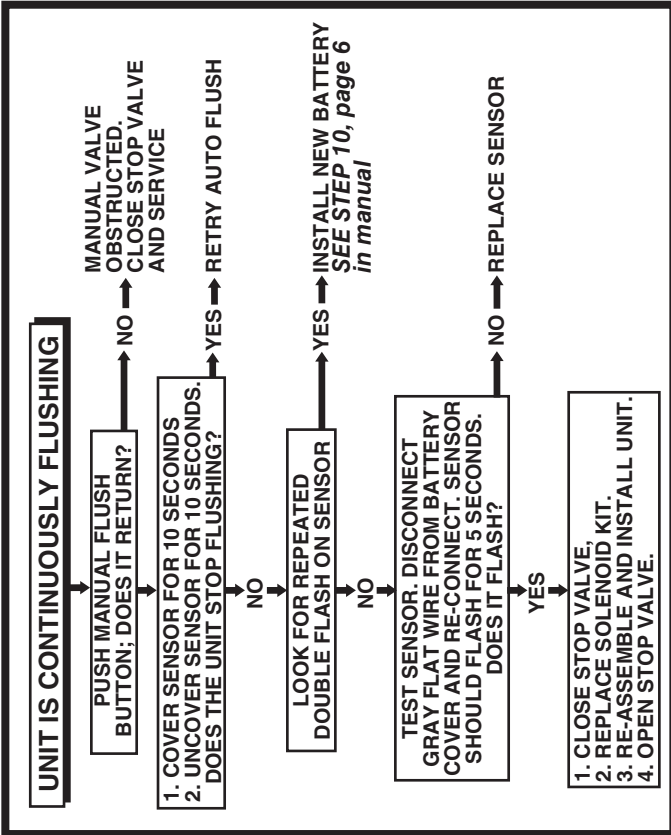 UNIT IS CONTINUOUSLY FLUSHING
PUSH MANUAL FLUSH
BUTTON; DOES IT RETURN?
NO
MANUAL VALVE
OBSTRUCTED.
CLOSE STOP VALVE
AND SERVICE
1. COVER SENSOR FOR 10 SECONDS
2. UNCOVER SENSOR FOR 10 SECONDS.
DOES THE UNIT STOP FLUSHING?
YES
RETRY AUTO FLUSH
NO
LOOK FOR REPEATED
DOUBLE FLASH ON SENSOR
YES
INSTALL NEW BATTERY
SEE STEP 10, page 6
in manual
NO
TEST SENSOR. DISCONNECT
GRAY FLAT WIRE FROM BATTERY
COVER AND RE-CONNECT. SENSOR
SHOULD FLASH FOR 5 SECONDS.
DOES IT FLASH?
NO
REPLACE SENSOR
YES
1. CLOSE STOP VALVE,
2. REPLACE SOLENOID KIT.
3. RE-ASSEMBLE AND INSTALL UNIT.
4. OPEN STOP VALVE.